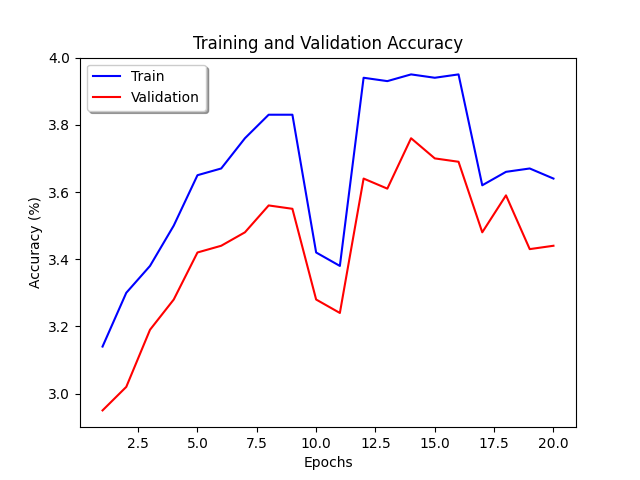 Training and Validation Accuracy
Train
Validation
Accuracy (%)
4.0
3.8
3.6
3.4
3.2
3.0
2.5 5.0 7.5 10.0 12.5 15.0 17.5 20.0
Epochs